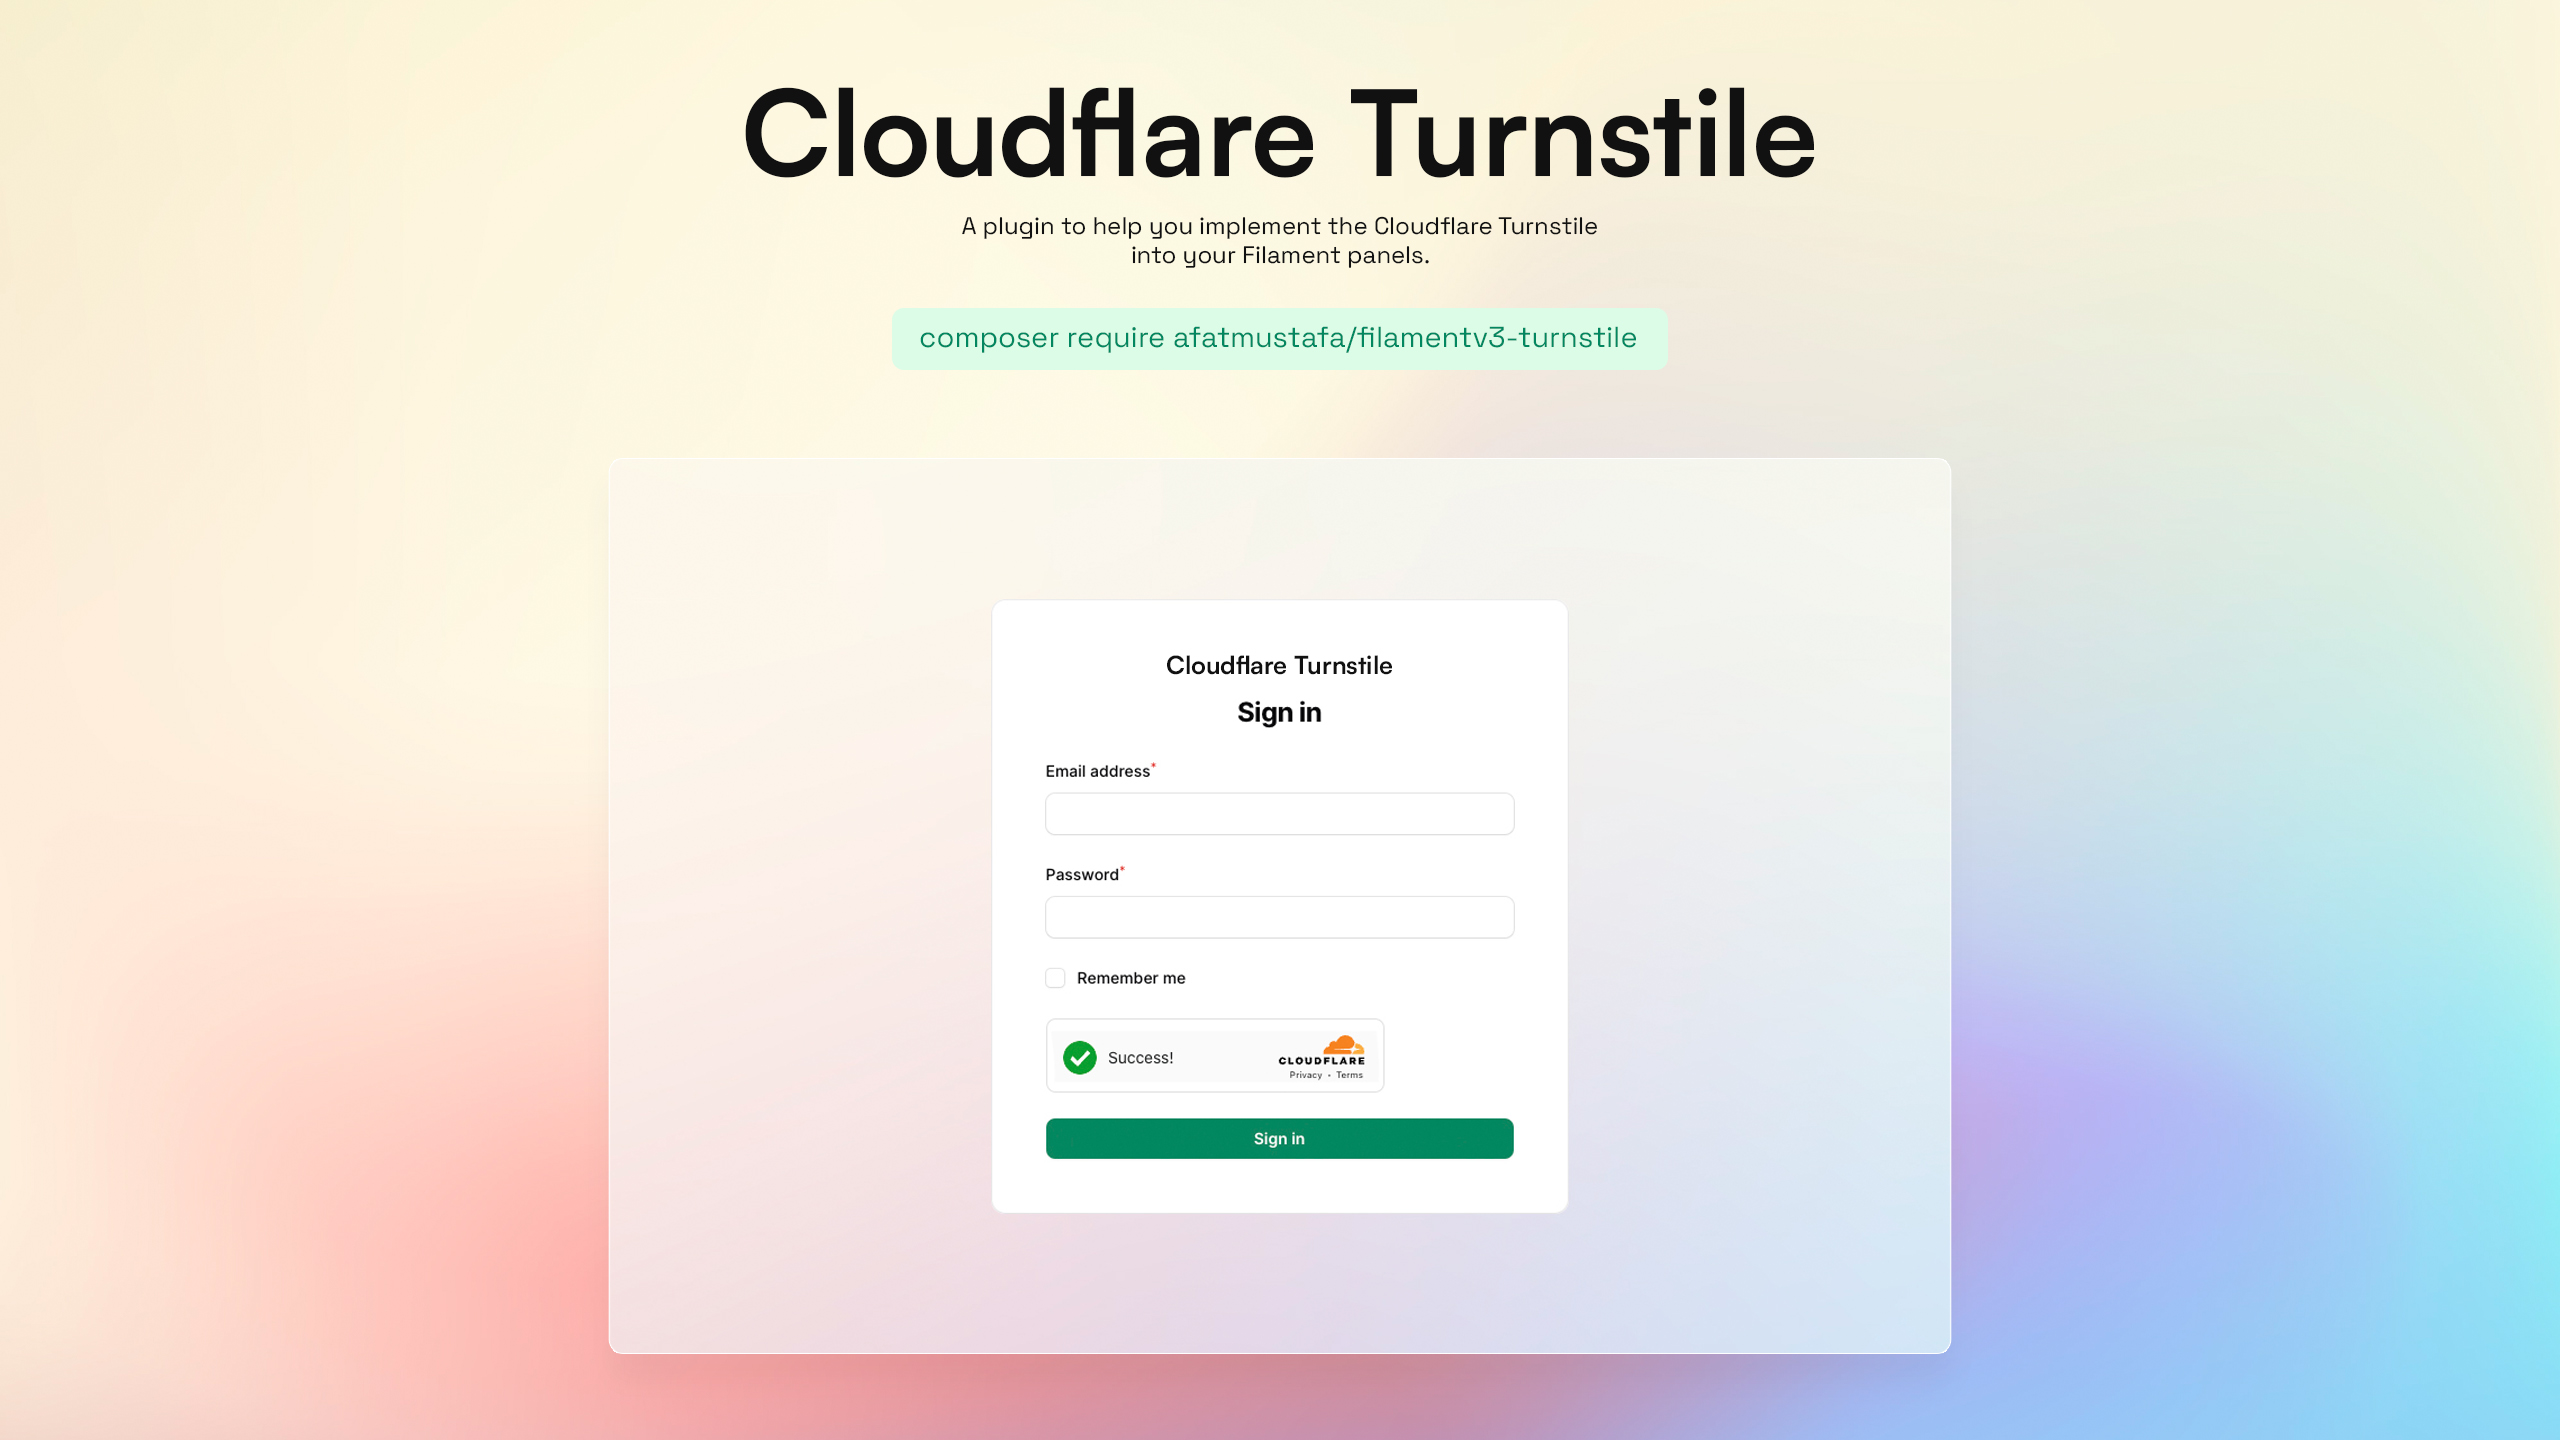 Cloudflare Turnstile
A plugin to help you implement the Cloudflare Turnstile
into your Filament panels.
composer require afatmustafa/filamentv3-turnstile
Cloudflare Turnstile
Sign in
Email address*
Password*
Remember me
Success!
CLOUDFLARE
Privacy • Terms
Sign in